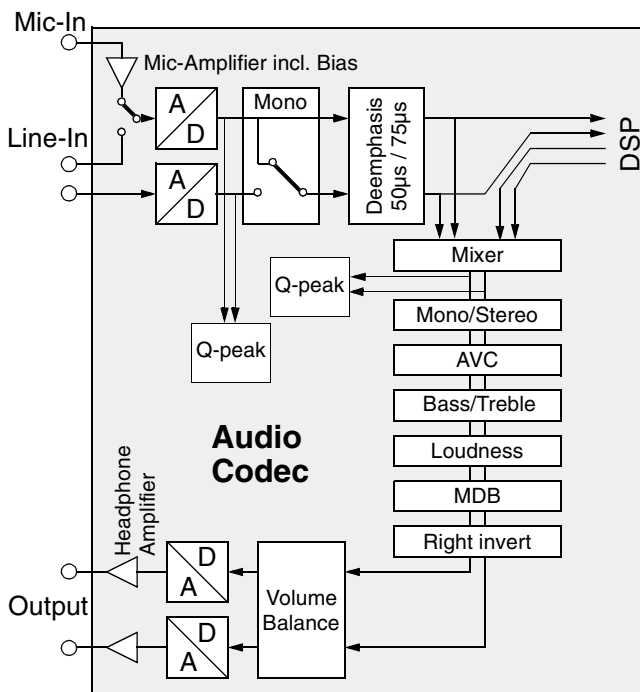 Mic-In
Mic-Amplifier incl. Bias
A
D
Mono
Line-In
A
D
Deemphasis
50µs / 75µs
DSP
Mixer
Q-peak
Mono/Stereo
Q-peak
AVC
Bass/Treble
Audio
Codec
Loudness
MDB
Right invert
Headphone
Amplifier
D
A
Volume
Balance
Output
D
A